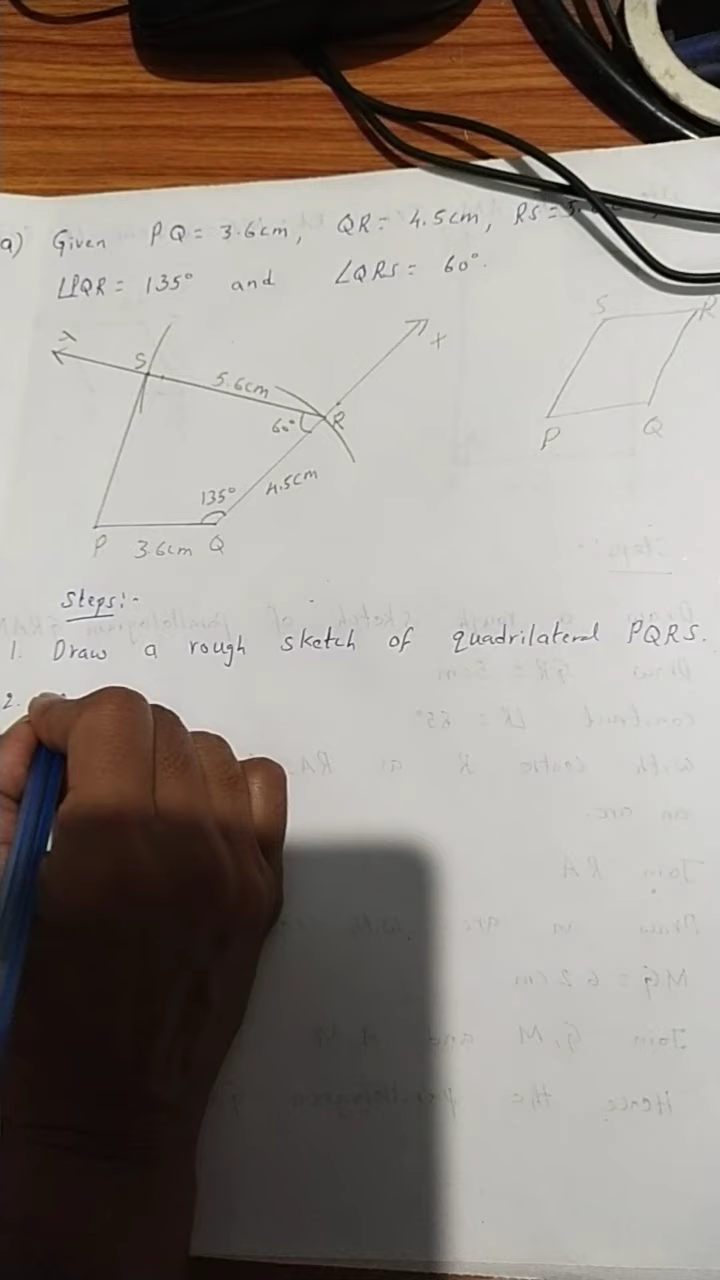 a) Given PQ = 3.6cm, QR = 4.5cm, RS =
∠PQR = 135° and ∠QRS = 60°.
S R
P Q
S 5.6cm X
60° R
135° 4.5cm
P 3.6cm Q
Steps:-
1. Draw a rough sketch of quadrilateral PQRS.
2.